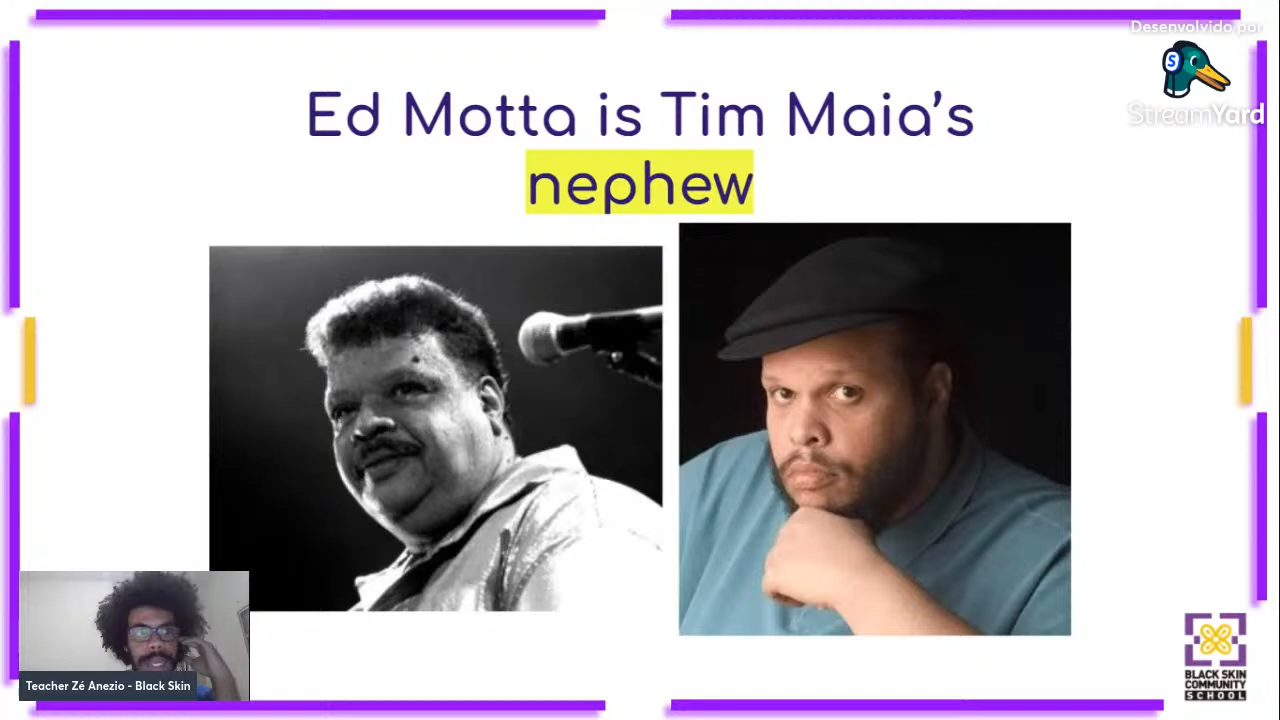 Desenvolvido por
S
StreamYard
Ed Motta is Tim Maia’s
nephew
Teacher Zé Anezio - Black Skin
BLACK SKIN
COMMUNITY
SCHOOL